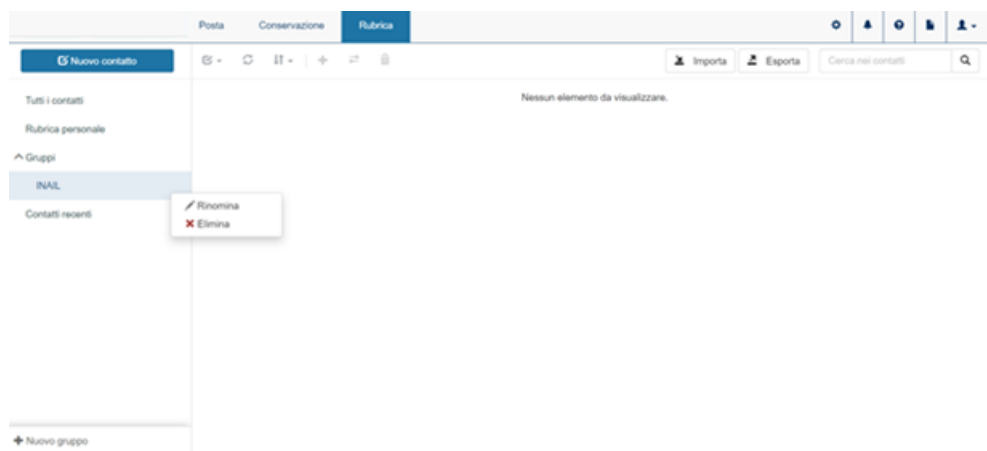 Posta Conservazione Rubrica
Nuovo contatto Importa Esporta Cerca nei contatti
Tutti i contatti
Nessun elemento da visualizzare.
Rubrica personale
Gruppi
INAIL
Rinomina
Contatti recenti
Elimina
Nuovo gruppo